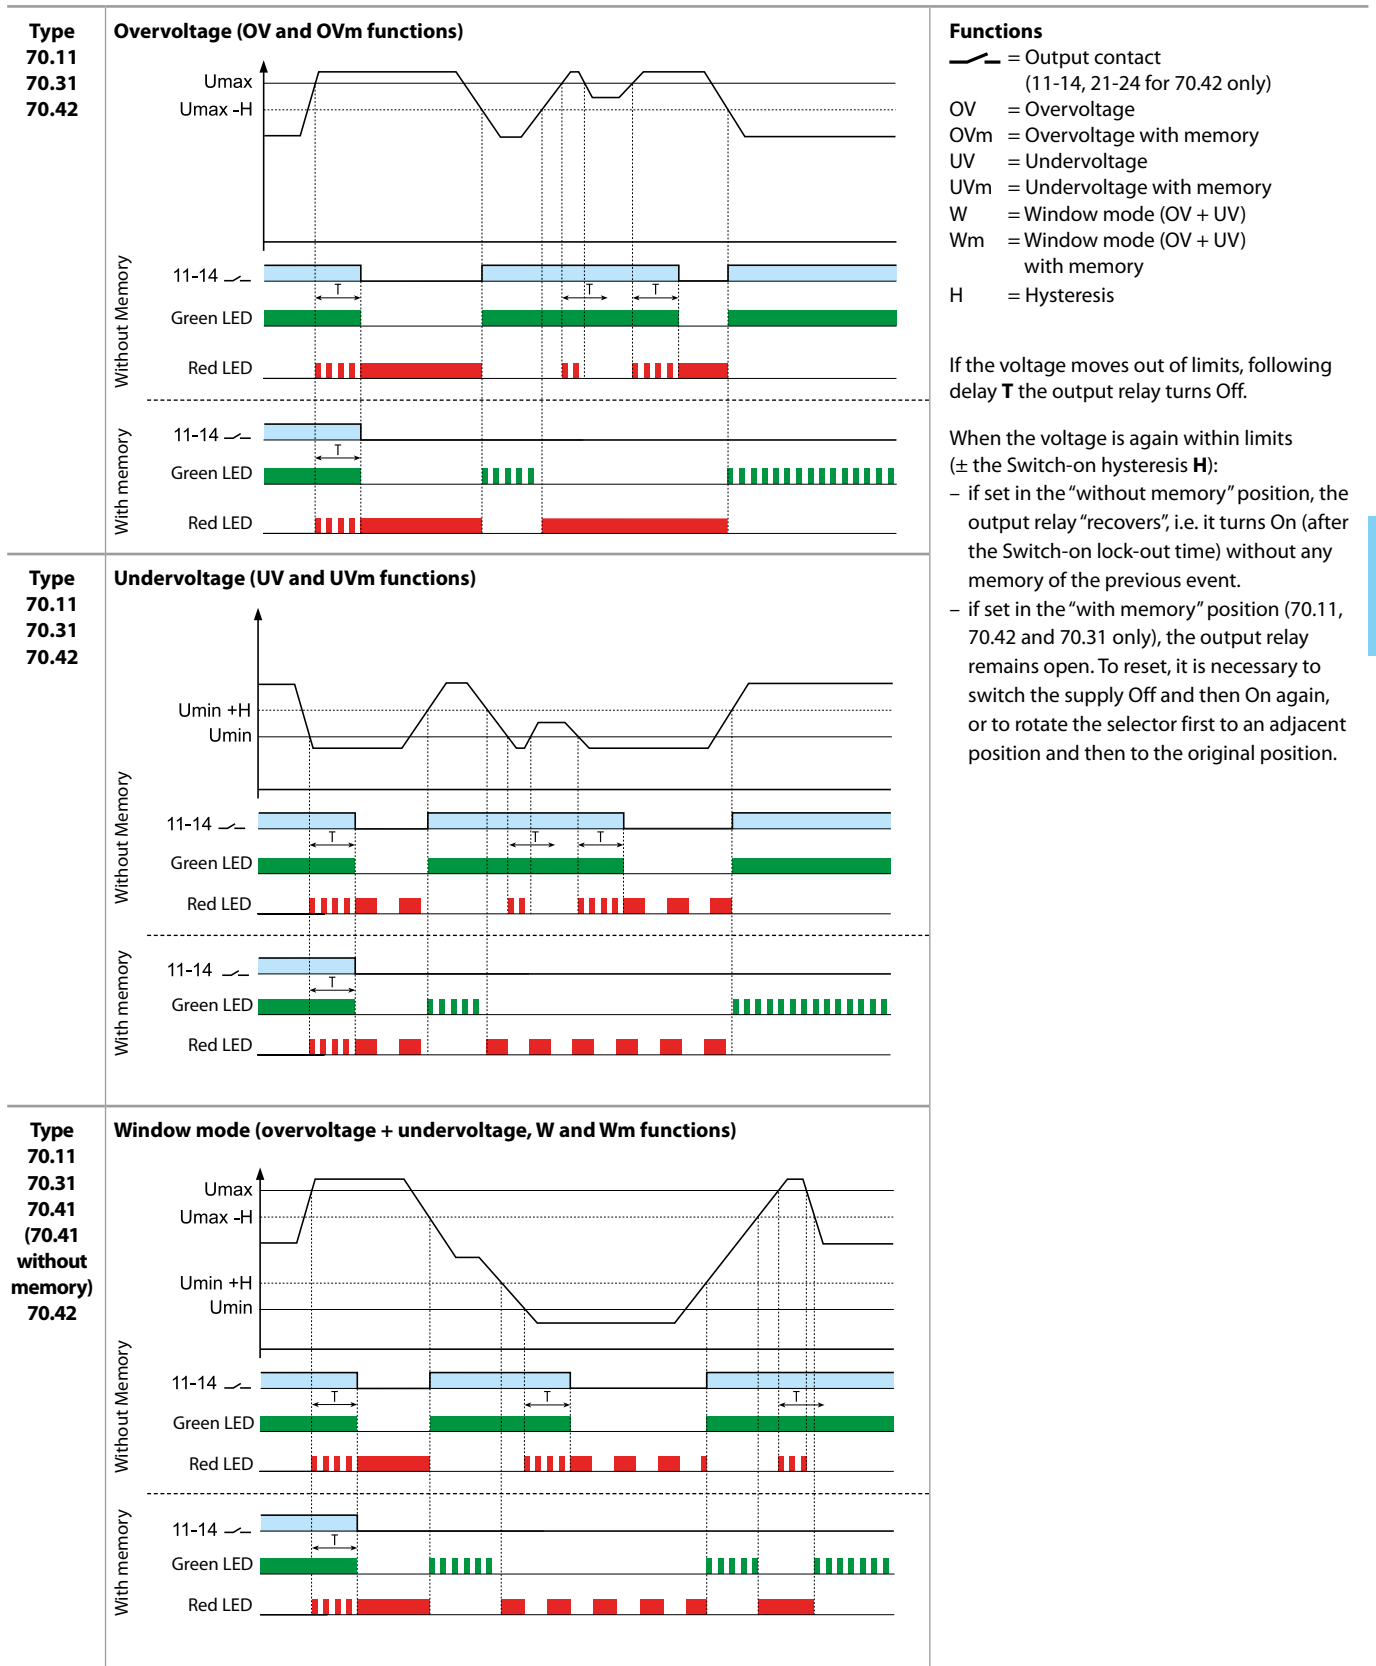 Type
70.11
70.31
70.42
Overvoltage (OV and OVm functions)
Umax
Umax -H
Without Memory
11-14
T
T
T
Green LED
Red LED
With memory
11-14
T
Green LED
Red LED
Type
70.11
70.31
70.42
Undervoltage (UV and UVm functions)
Umin +H
Umin
Without Memory
11-14
T
T
T
Green LED
Red LED
With memory
11-14
T
Green LED
Red LED
Type
70.11
70.31
70.41
(70.41
without
memory)
70.42
Window mode (overvoltage + undervoltage, W and Wm functions)
Umax
Umax -H
Umin +H
Umin
Without Memory
11-14
T
T
T
Green LED
Red LED
With memory
11-14
T
Green LED
Red LED
Functions
= Output contact
(11-14, 21-24 for 70.42 only)
OV = Overvoltage
OVm = Overvoltage with memory
UV = Undervoltage
UVm = Undervoltage with memory
W = Window mode (OV + UV)
Wm = Window mode (OV + UV)
with memory
H = Hysteresis
If the voltage moves out of limits, following
delay T the output relay turns Off.
When the voltage is again within limits
(± the Switch-on hysteresis H):
– if set in the “without memory” position, the
output relay “recovers”, i.e. it turns On (after
the Switch-on lock-out time) without any
memory of the previous event.
– if set in the “with memory” position (70.11,
70.42 and 70.31 only), the output relay
remains open. To reset, it is necessary to
switch the supply Off and then On again,
or to rotate the selector first to an adjacent
position and then to the original position.